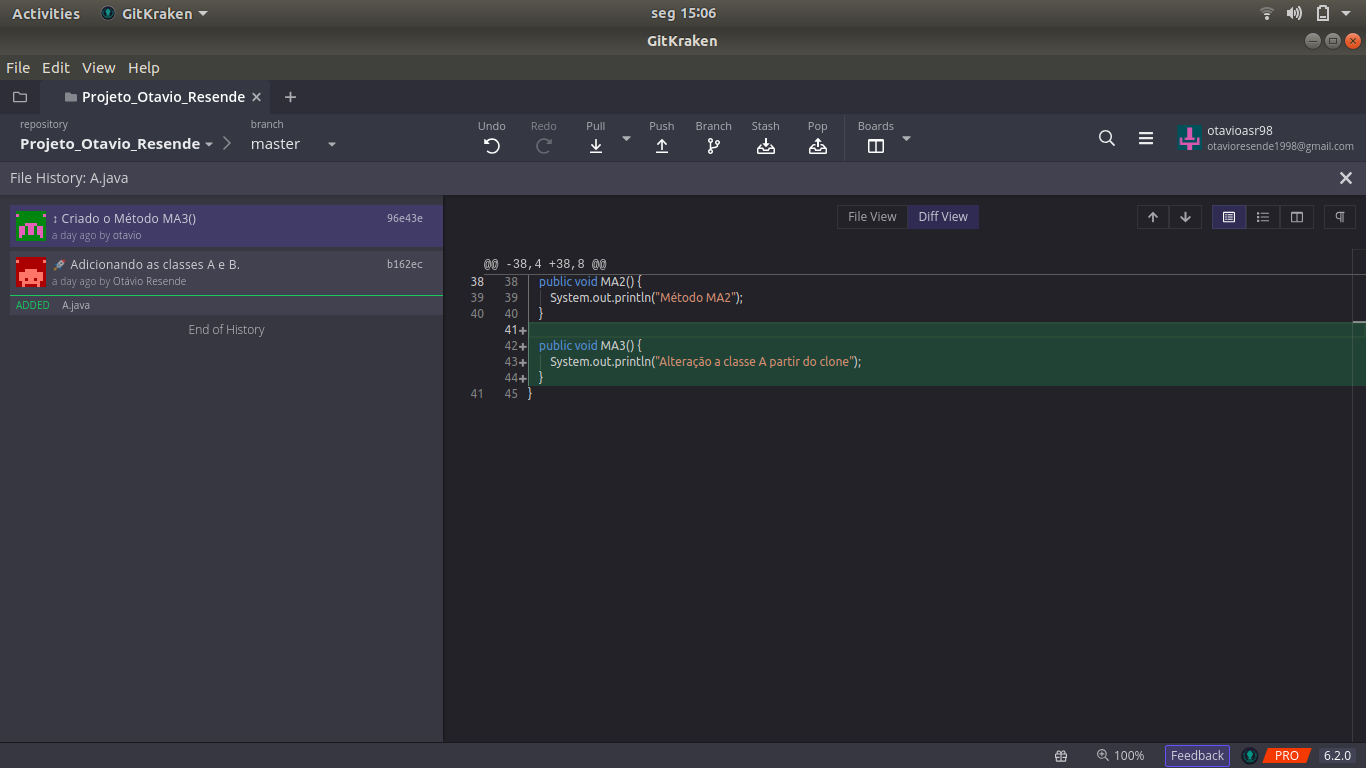 Activities GitKraken seg 15:06
GitKraken
File Edit View Help
Projeto_Otavio_Resende
repository branch
Projeto_Otavio_Resende master
Undo Redo Pull Push Branch Stash Pop Boards
otavioasr98
otavioresende1998@gmail.com
File History: A.java
↕ Criado o Método MA3() 96e43e
a day ago by otavio
Adicionando as classes A e B. b162ec
a day ago by Otávio Resende
ADDED A.java
End of History
File View Diff View
@@ -38,4 +38,8 @@
38 38 public void MA2() {
39 39 System.out.println("Método MA2");
40 40 }
41+
42+ public void MA3() {
43+ System.out.println("Alteração a classe A partir do clone");
44+ }
41 45 }
100% Feedback PRO 6.2.0